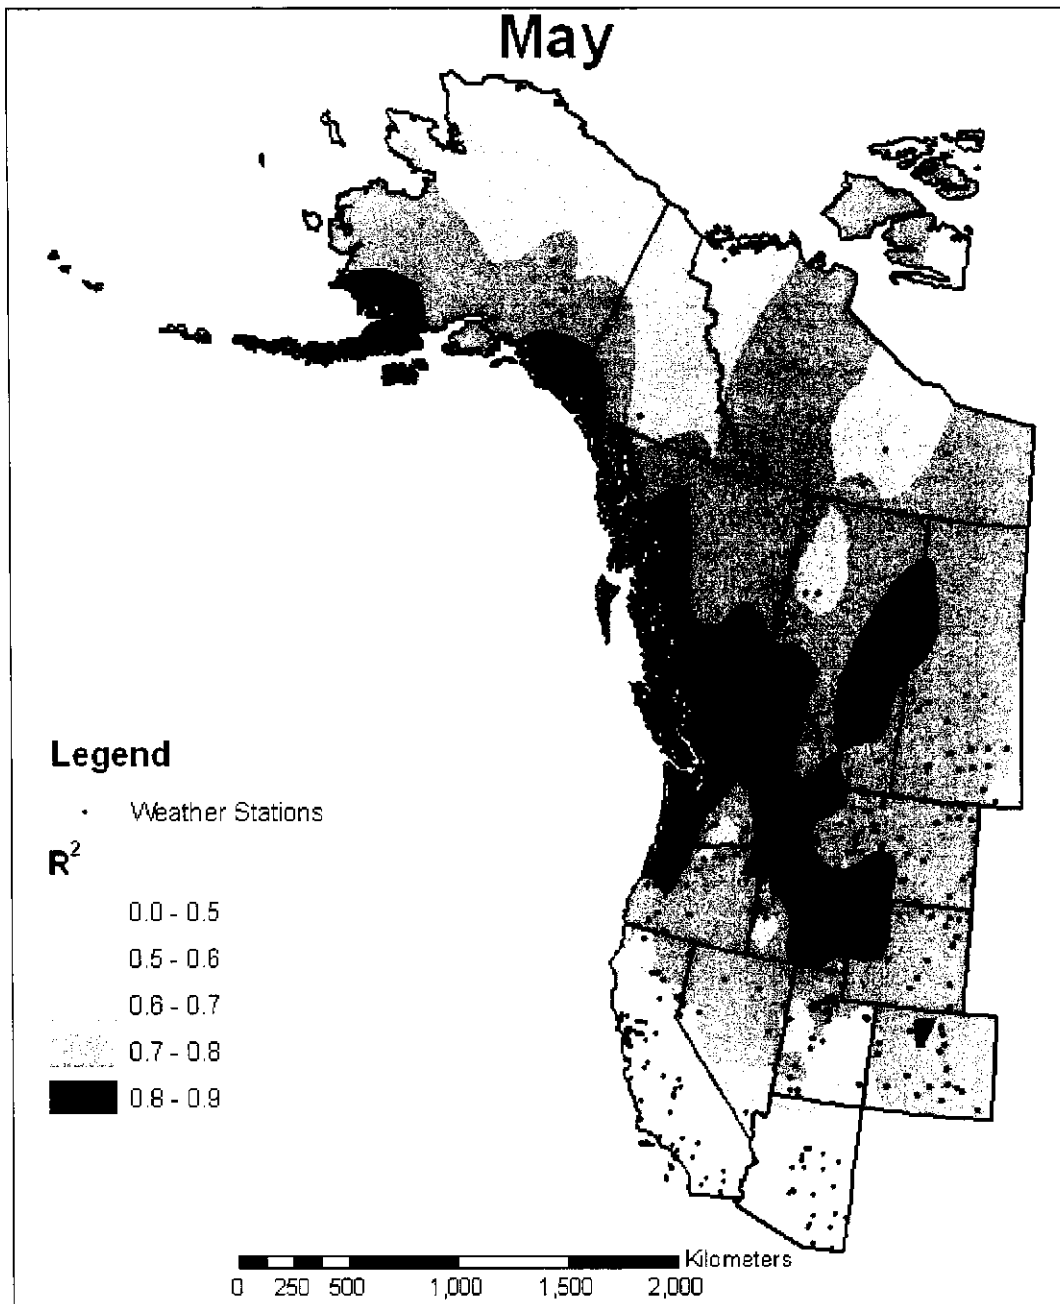 May
Legend
Weather Stations
R²
0.0 - 0.5
0.5 - 0.6
0.6 - 0.7
0.7 - 0.8
0.8 - 0.9
Kilometers
0 250 500 1,000 1,500 2,000